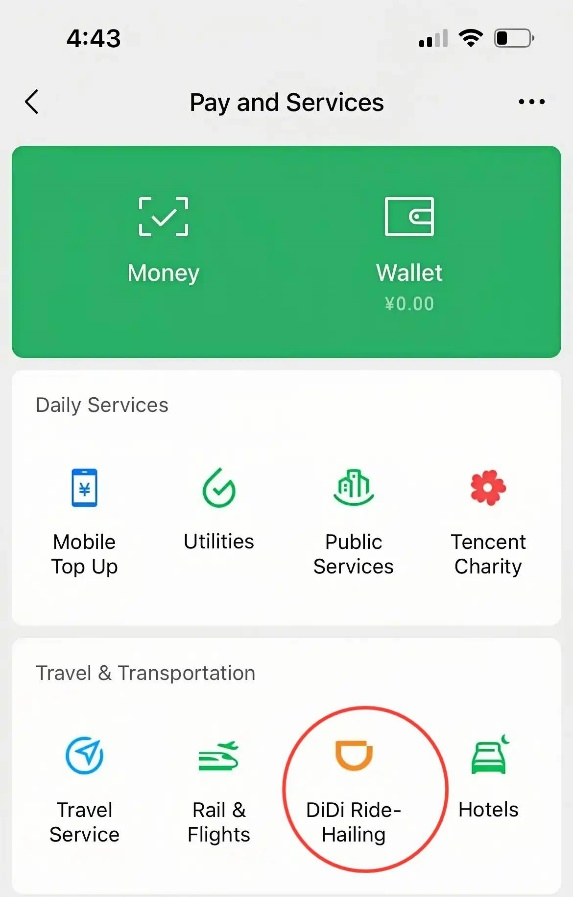 4:43
Pay and Services
Money
Wallet
¥0.00
Daily Services
¥
Mobile
Top Up
Utilities
Public
Services
Tencent
Charity
Travel & Transportation
Travel
Service
Rail &
Flights
DiDi Ride-
Hailing
Hotels